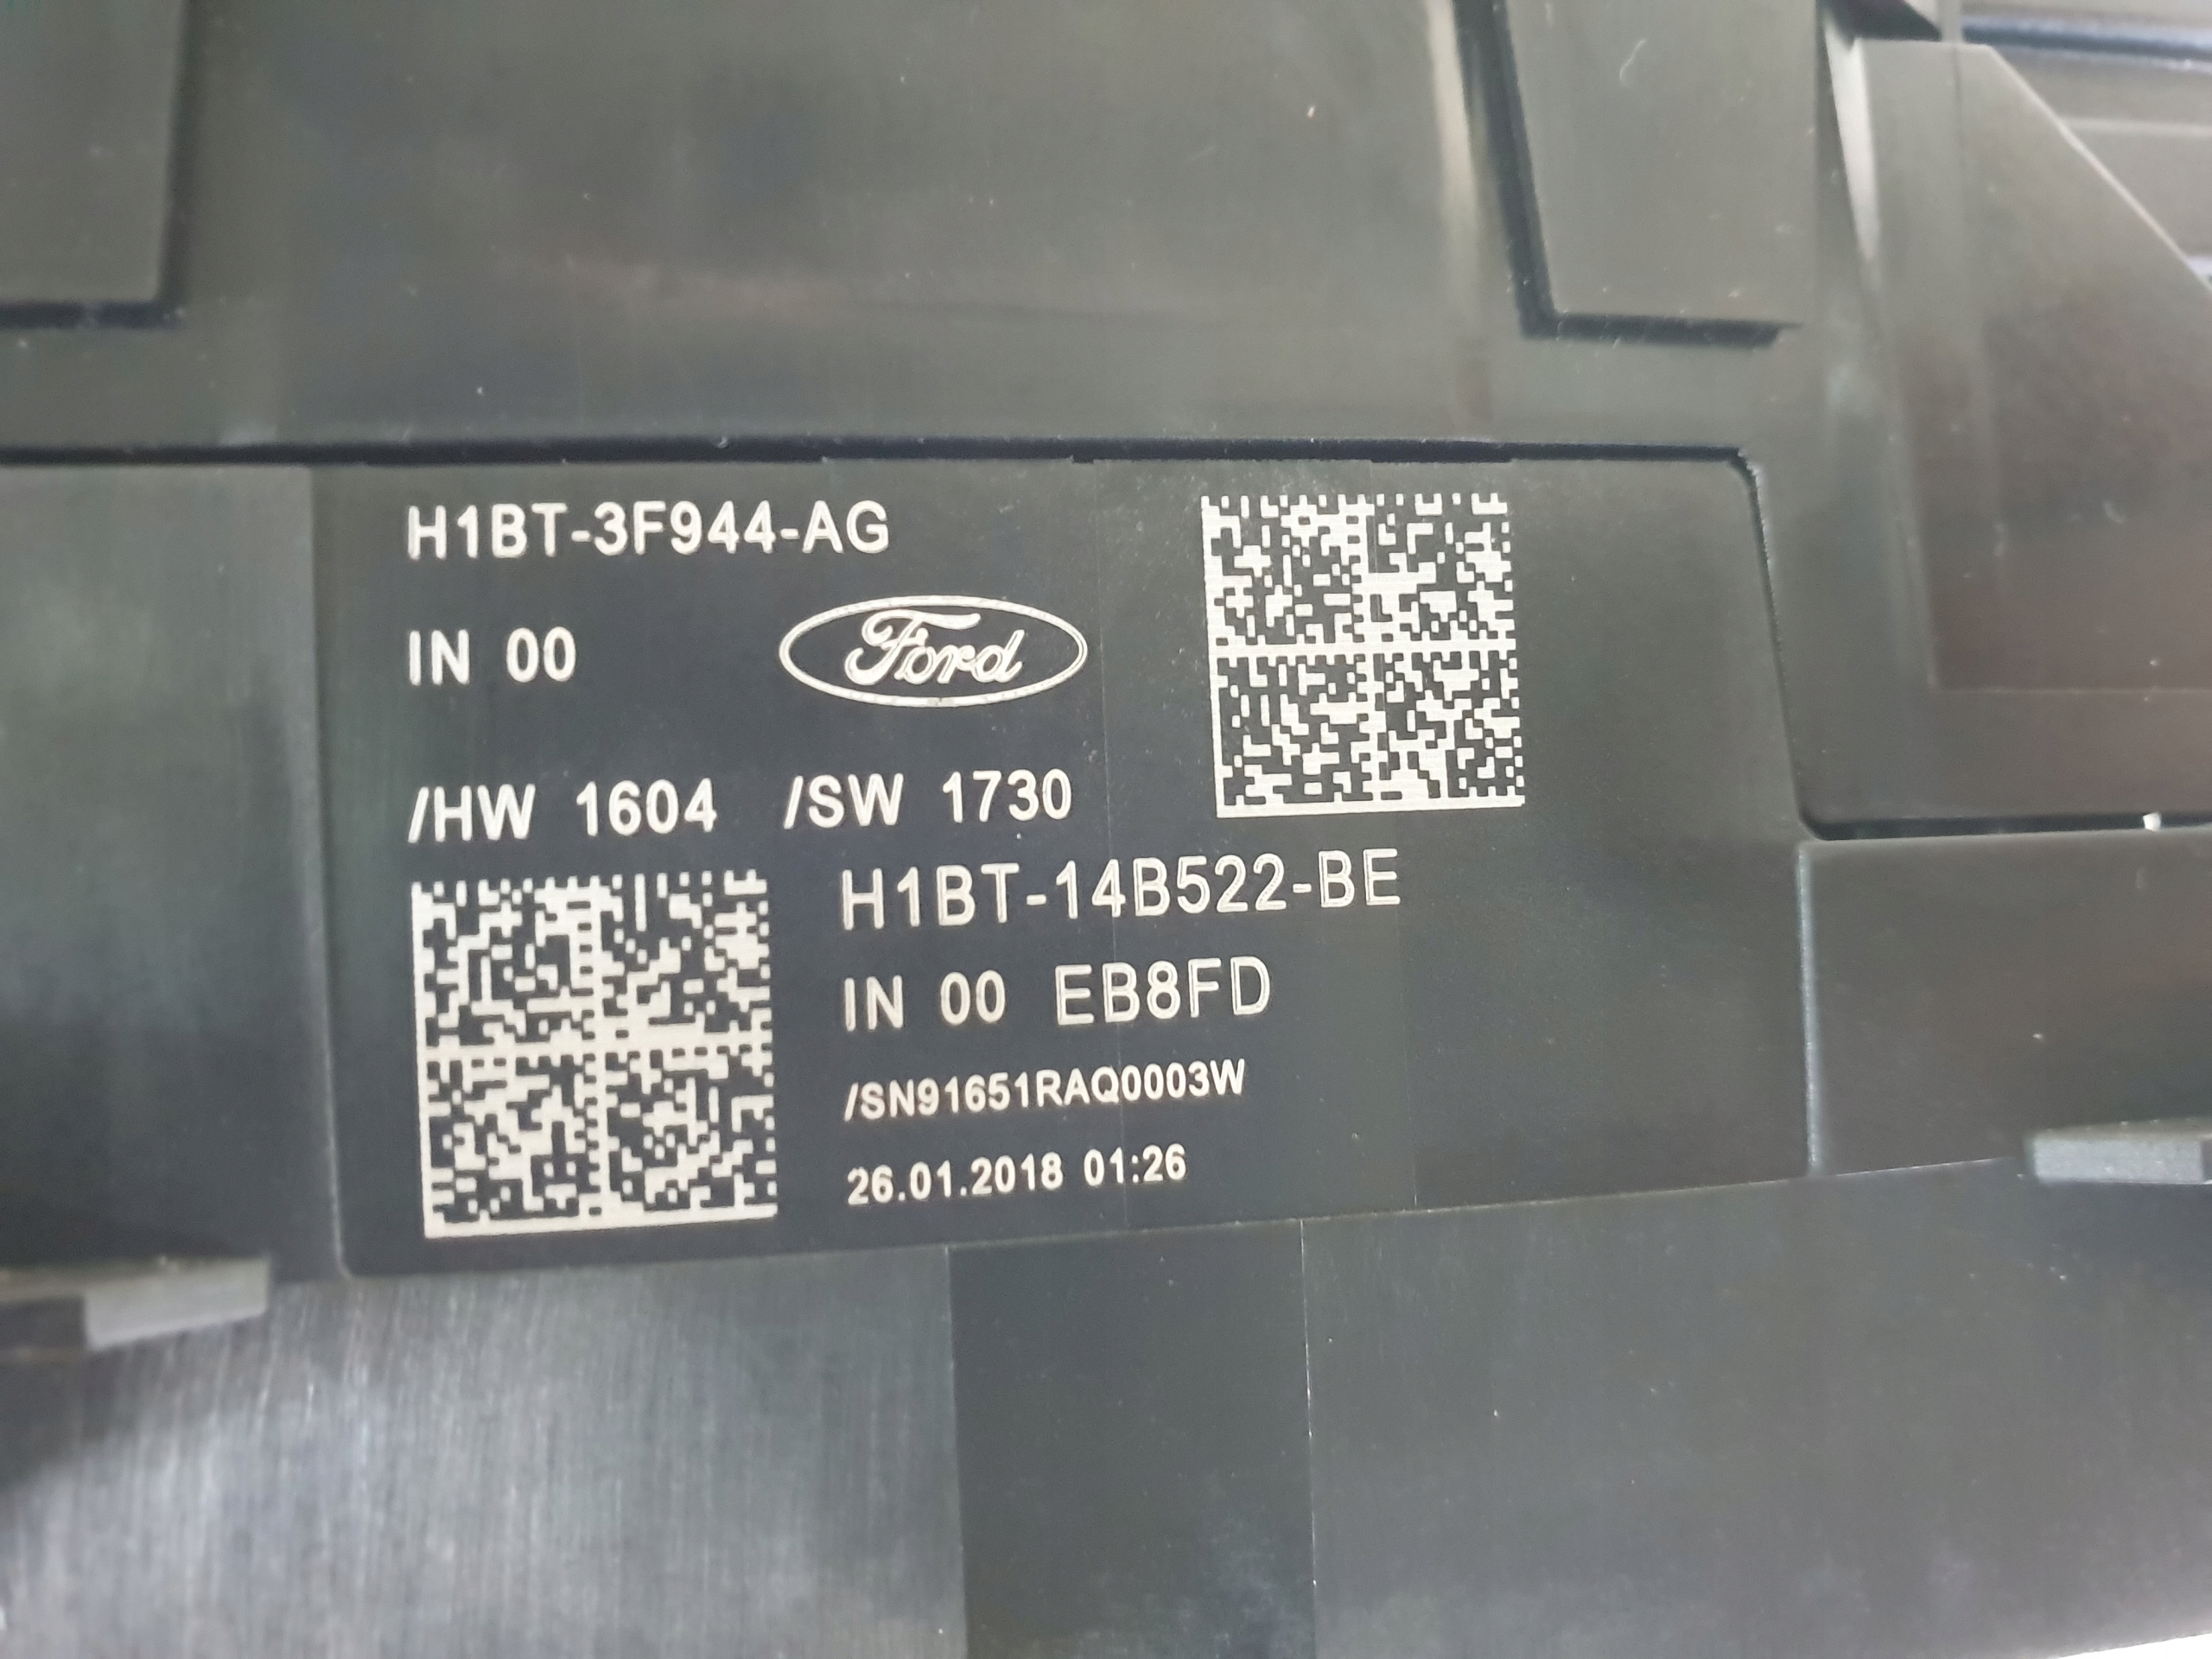 H1BT-3F944-AG
IN 00
Ford
/HW 1604 /SW 1730
H1BT-14B522-BE
IN 00 EB8FD
/SN91651RAQ0003W
26.01.2018 01:26